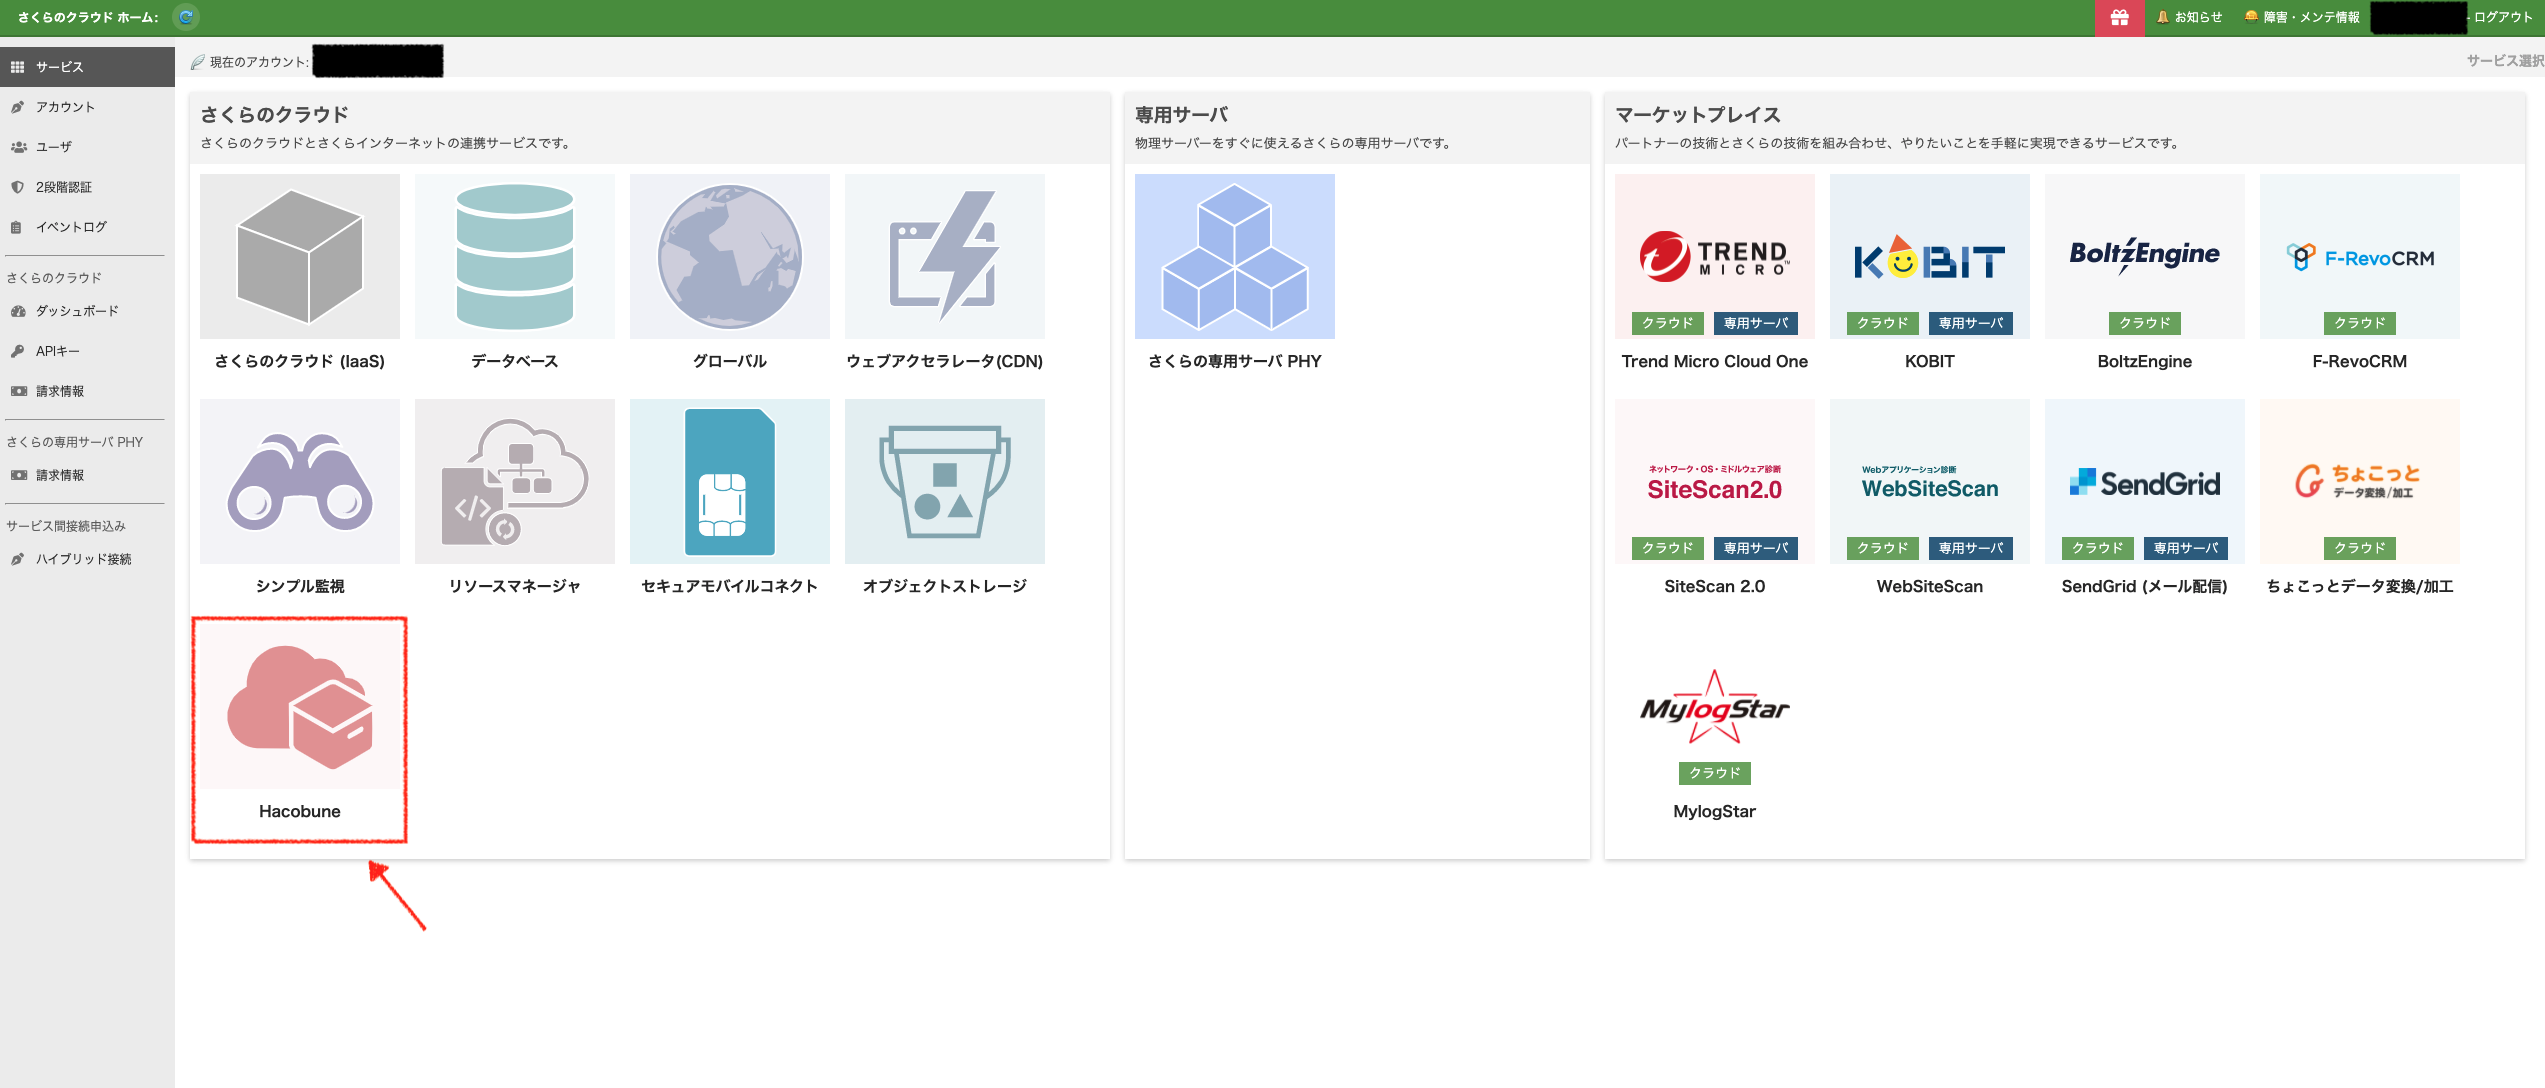 さくらのクラウド ホーム:
お知らせ
障害・メンテ情報
- ログアウト
サービス
アカウント
ユーザ
2段階認証
イベントログ
さくらのクラウド
ダッシュボード
APIキー
請求情報
さくらの専用サーバ PHY
請求情報
サービス間接続申込み
ハイブリッド接続
現在のアカウント:
サービス選択
さくらのクラウド
さくらのクラウドとさくらインターネットの連携サービスです。
さくらのクラウド (IaaS)
データベース
グローバル
ウェブアクセラレータ(CDN)
シンプル監視
リソースマネージャ
セキュアモバイルコネクト
オブジェクトストレージ
Hacobune
専用サーバ
物理サーバーをすぐに使えるさくらの専用サーバです。
さくらの専用サーバ PHY
マーケットプレイス
パートナーの技術とさくらの技術を組み合わせ、やりたいことを手軽に実現できるサービスです。
TREND
MICRO™
クラウド 専用サーバ
Trend Micro Cloud One
KOBIT
クラウド 専用サーバ
KOBIT
BoltzEngine
クラウド
BoltzEngine
F-RevoCRM
クラウド
F-RevoCRM
ネットワーク・OS・ミドルウェア診断
SiteScan2.0
クラウド 専用サーバ
SiteScan 2.0
Webアプリケーション診断
WebSiteScan
クラウド 専用サーバ
WebSiteScan
SendGrid
クラウド 専用サーバ
SendGrid (メール配信)
ちょこっと
データ変換/加工
クラウド
ちょこっとデータ変換/加工
MylogStar
クラウド
MylogStar